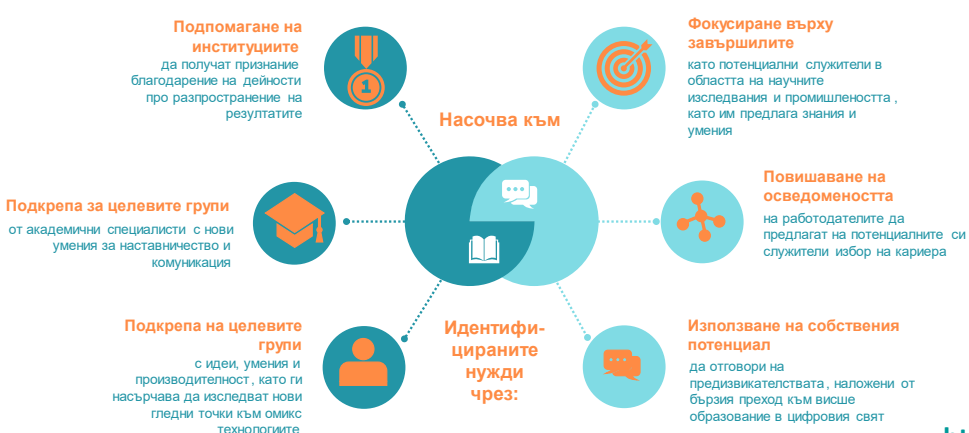 Подпомагане на
институциите
да получат признание
благодарение на дейности
про разпространение на
резултатите
Фокусиране върху
завършилите
като потенциални служители в
областта на научните
изследвания и промишлеността ,
като им предлага знания и
умения
Насочва към
1
Подкрепа за целевите групи
от академични специалисти с нови
умения за наставничество и
комуникация
Повишаване на
осведомеността
на работодателите да
предлагат на потенциалните си
служители избор на кариера
Подкрепа на целевите
групи
с идеи, умения и
производителност , като ги
насърчава да изследват нови
гледни точки към омикс
технологиите
Идентифи-
цираните
нужди
чрез:
Използване на собствения
потенциал
да отговори на
предизвикателствата , наложени от
бързия преход към висше
образование в цифровия свят